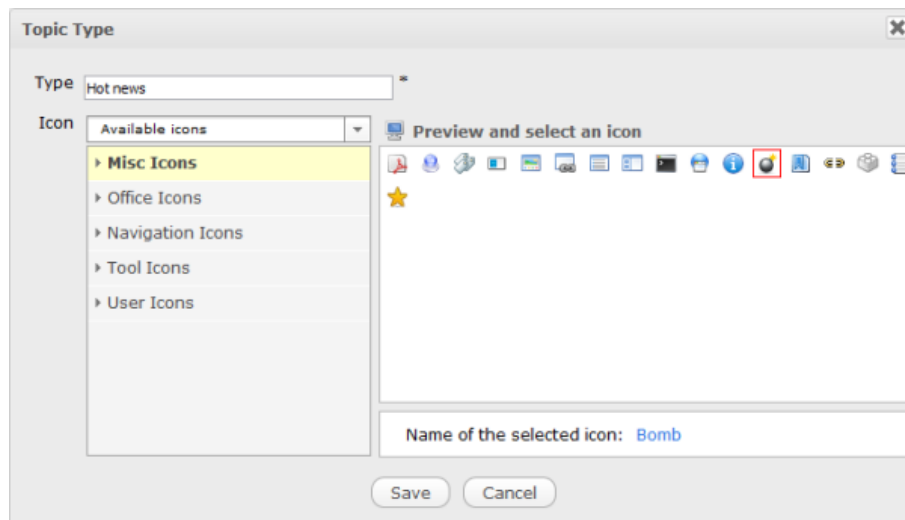 Topic Type
Type Hot news *
Icon Available icons
Preview and select an icon
Misc Icons
Office Icons
Navigation Icons
Tool Icons
User Icons
Name of the selected icon: Bomb
Save Cancel